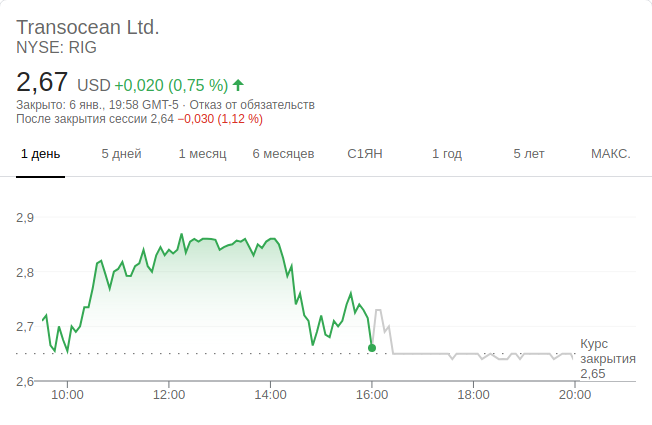 Transocean Ltd.
NYSE: RIG
2,67 USD +0,020 (0,75 %)
Закрыто: 6 янв., 19:58 GMT-5 · Отказ от обязательств
После закрытия сессии 2,64 −0,030 (1,12 %)
1 день 5 дней 1 месяц 6 месяцев С1ЯН 1 год 5 лет МАКС.
2,9
2,8
2,7
2,6
Курс
закрытия
2,65
10:00 12:00 14:00 16:00 18:00 20:00